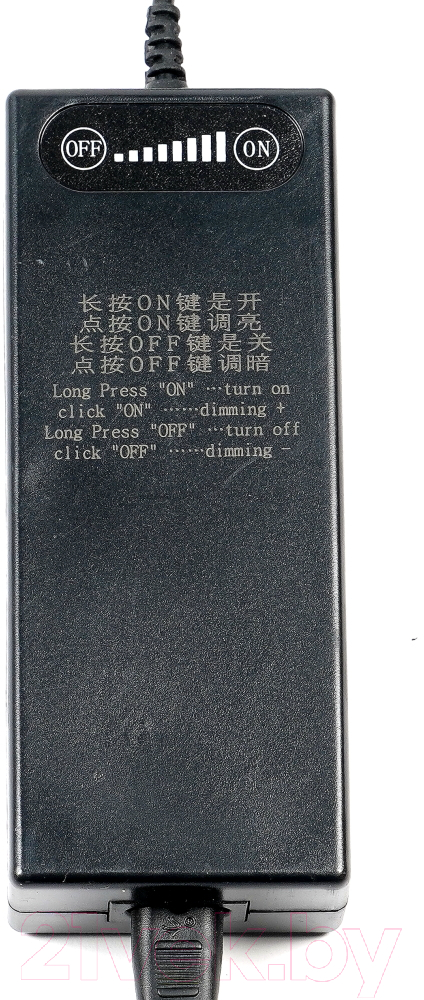 OFF ON
长按ON键是开
点按ON键调亮
长按OFF键是关
点按OFF键调暗
Long Press "ON" …turn on
click "ON" ……dimming +
Long Press "OFF" …turn off
click "OFF" ……dimming -
21vek.by